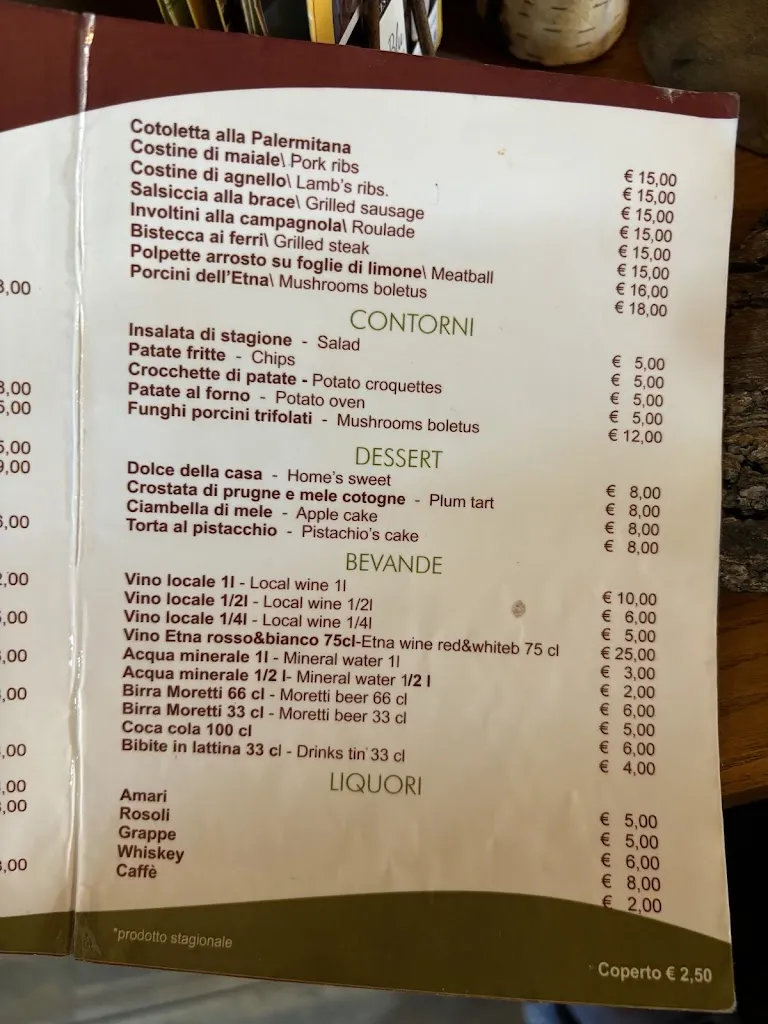 Cotoletta alla Palermitana € 15,00
Costine di maiale\ Pork ribs € 15,00
Costine di agnello\ Lamb's ribs. € 15,00
Salsiccia alla brace\ Grilled sausage € 15,00
Involtini alla campagnola\ Roulade € 15,00
Bistecca ai ferri\ Grilled steak € 15,00
Polpette arrosto su foglie di limone\ Meatball € 16,00
Porcini dell'Etna\ Mushrooms boletus € 18,00
CONTORNI
Insalata di stagione - Salad € 5,00
Patate fritte - Chips € 5,00
Crocchette di patate - Potato croquettes € 5,00
Patate al forno - Potato oven € 5,00
Funghi porcini trifolati - Mushrooms boletus € 12,00
DESSERT
Dolce della casa - Home's sweet € 8,00
Crostata di prugne e mele cotogne - Plum tart € 8,00
Ciambella di mele - Apple cake € 8,00
Torta al pistacchio - Pistachio's cake € 8,00
BEVANDE
Vino locale 1l - Local wine 1l € 10,00
Vino locale 1/2l - Local wine 1/2l € 6,00
Vino locale 1/4l - Local wine 1/4l € 5,00
Vino Etna rosso&bianco 75cl-Etna wine red&whiteb 75 cl € 25,00
Acqua minerale 1l - Mineral water 1l € 3,00
Acqua minerale 1/2 l- Mineral water 1/2 l € 2,00
Birra Moretti 66 cl - Moretti beer 66 cl € 6,00
Birra Moretti 33 cl - Moretti beer 33 cl € 5,00
Coca cola 100 cl € 6,00
Bibite in lattina 33 cl - Drinks tin 33 cl € 4,00
LIQUORI
Amari € 5,00
Rosoli € 5,00
Grappe € 6,00
Whiskey € 8,00
Caffè € 2,00
*prodotto stagionale
Coperto € 2,50